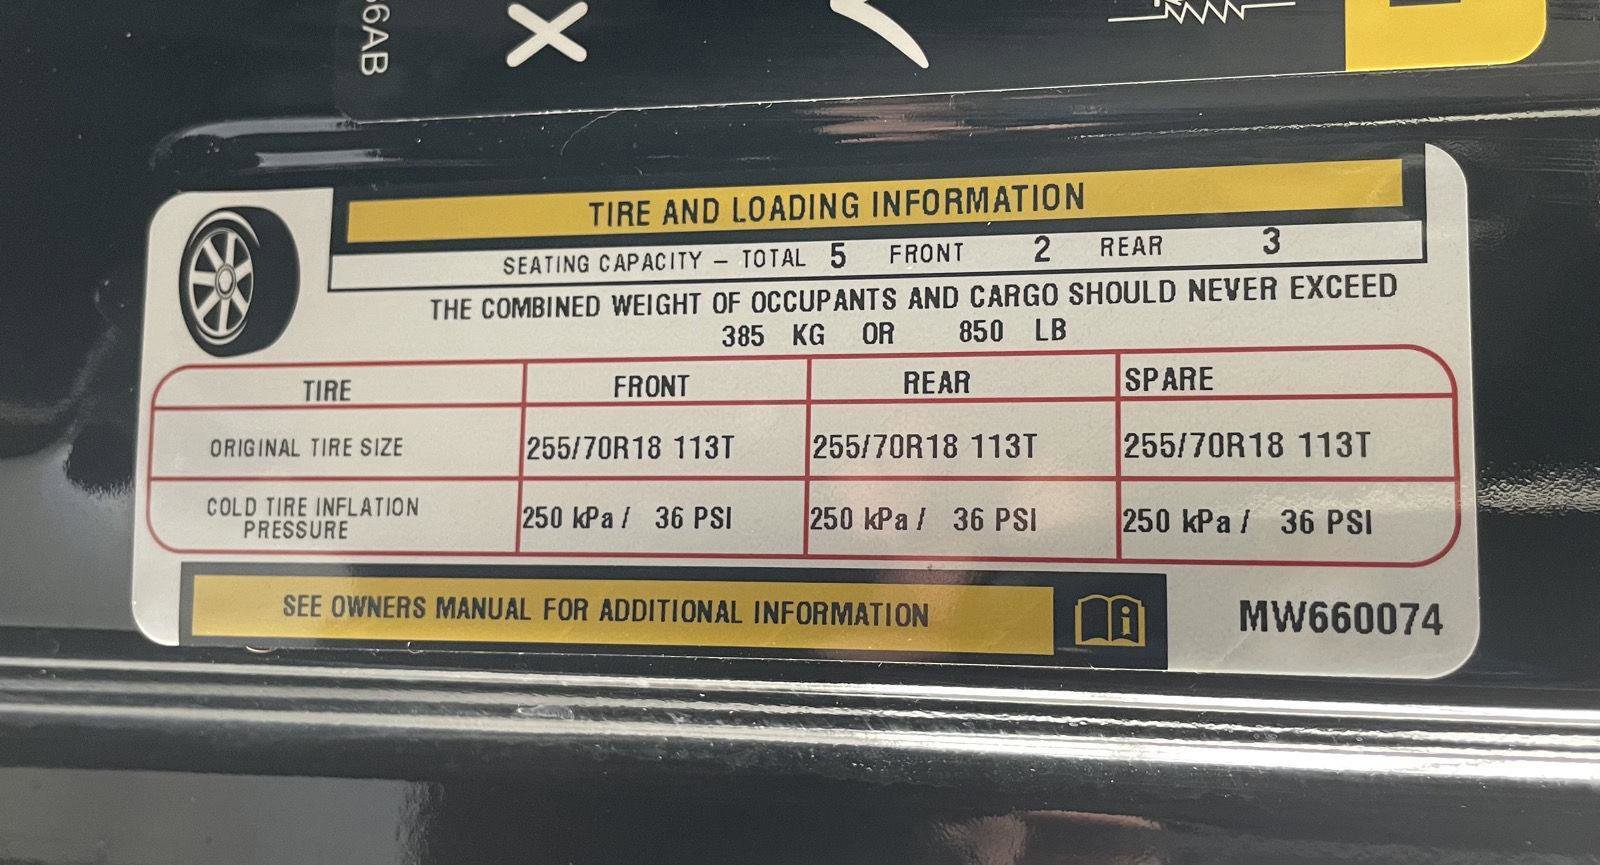 6AB
TIRE AND LOADING INFORMATION
SEATING CAPACITY – TOTAL 5 FRONT 2 REAR 3
THE COMBINED WEIGHT OF OCCUPANTS AND CARGO SHOULD NEVER EXCEED
385 KG OR 850 LB
TIRE FRONT REAR SPARE
ORIGINAL TIRE SIZE 255/70R18 113T 255/70R18 113T 255/70R18 113T
COLD TIRE INFLATION
PRESSURE 250 kPa / 36 PSI 250 kPa / 36 PSI 250 kPa / 36 PSI
SEE OWNERS MANUAL FOR ADDITIONAL INFORMATION
MW660074